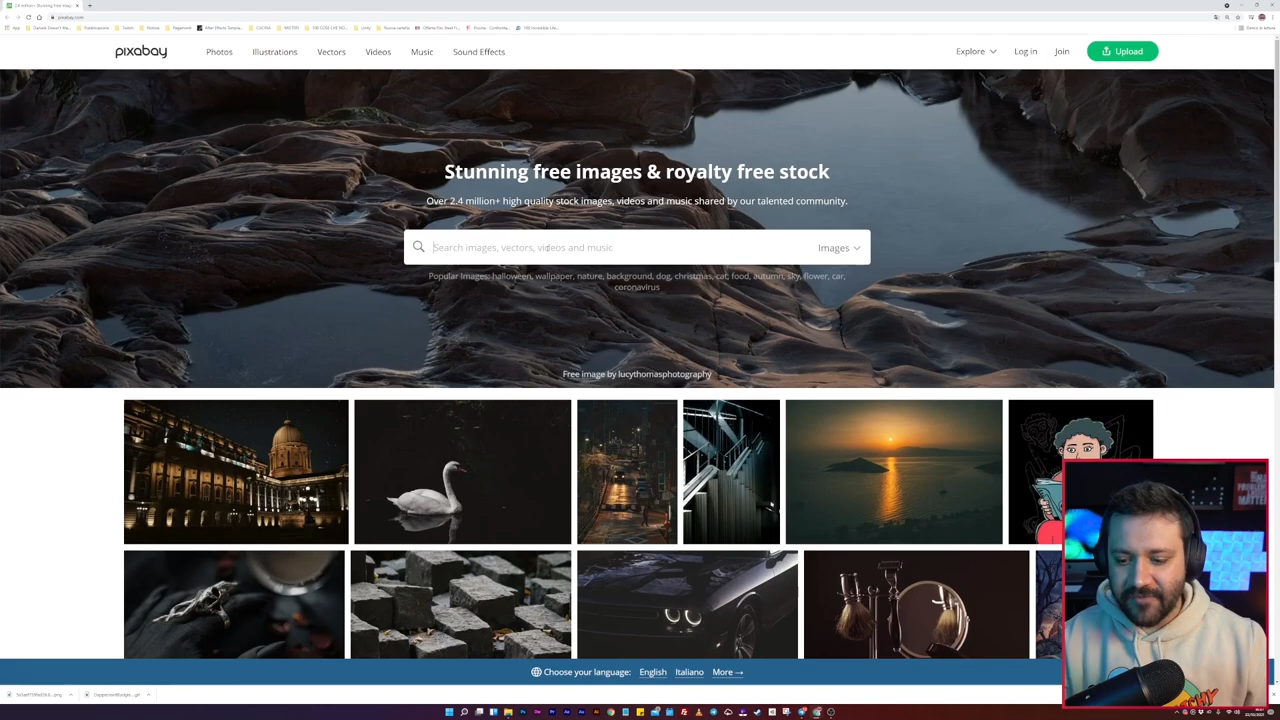 pixabay.com
pixabay
Photos
Illustrations
Vectors
Videos
Music
Sound Effects
Explore
Log in
Join
Upload
Stunning free images & royalty free stock
Over 2.4 million+ high quality stock images, videos and music shared by our talented community.
Search images, vectors, videos and music
Images
Popular Images: halloween, wallpaper, nature, background, dog, christmas, cat, food, autumn, sky, flower, car,
coronavirus
Free image by lucythomasphotography
Choose your language:
English
Italiano
More →